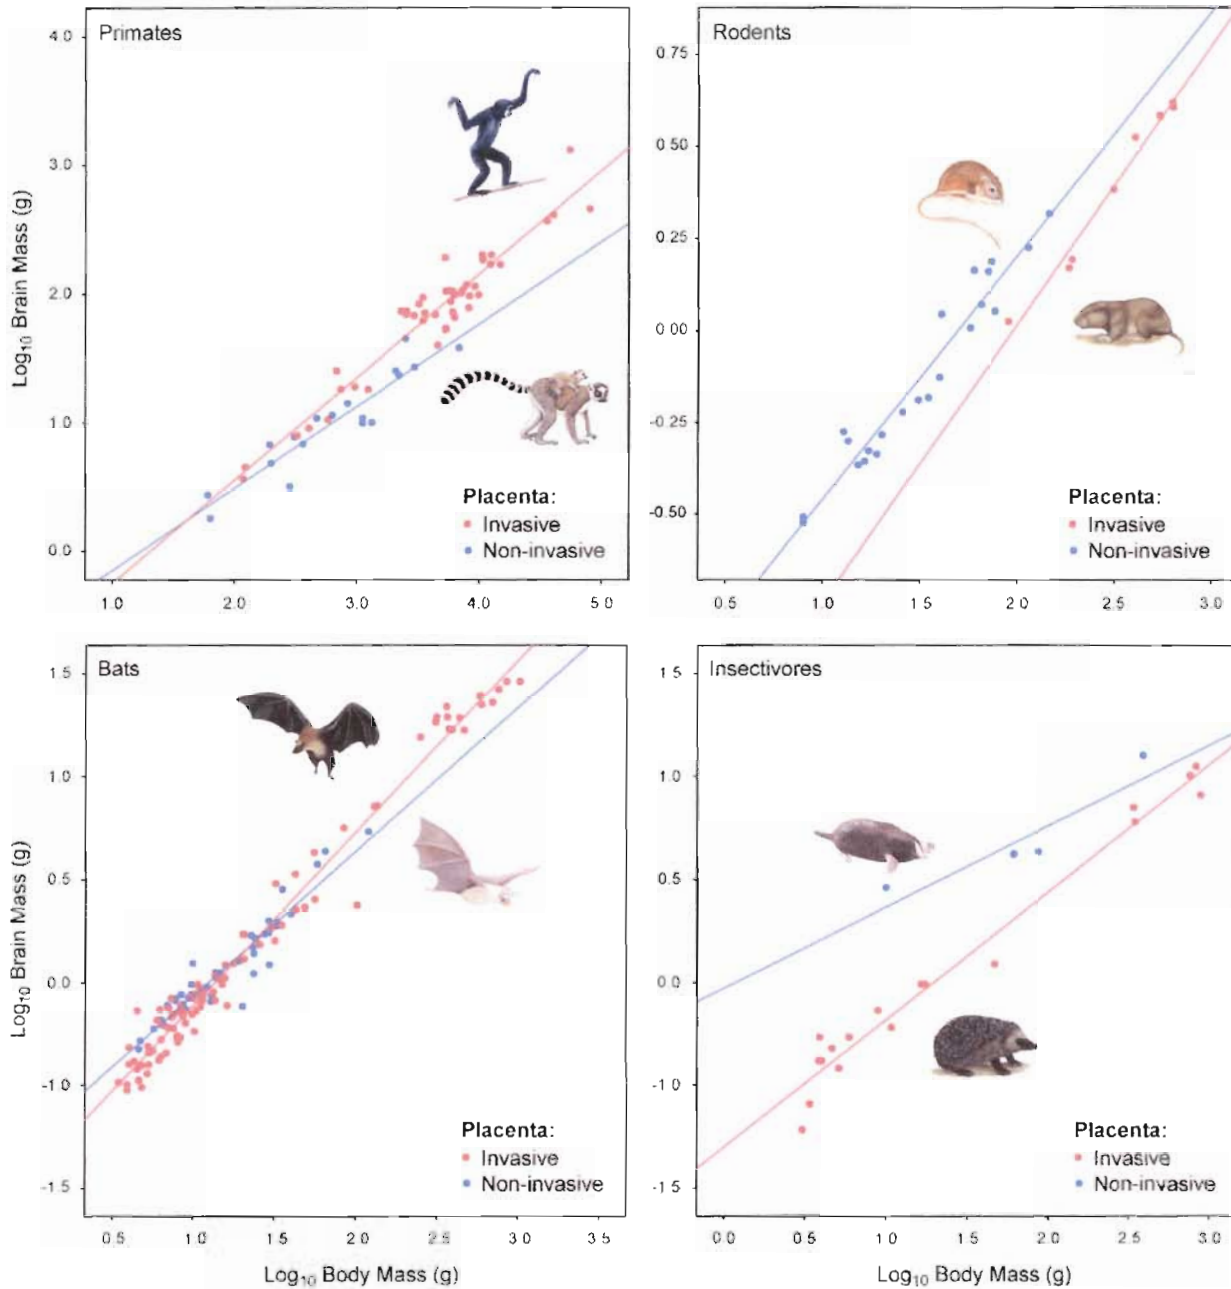 Primates
4.0
3.0
2.0
1.0
0.0
1.0 2.0 3.0 4.0 5.0
Log10 Brain Mass (g)
Placenta:
Invasive
Non-invasive
Rodents
0.75
0.50
0.25
0.00
-0.25
-0.50
0.5 1.0 1.5 2.0 2.5 3.0
Placenta:
Invasive
Non-invasive
Bats
1.5
1.0
0.5
0.0
-0.5
-1.0
-1.5
0.5 1.0 1.5 2.0 2.5 3.0 3.5
Log10 Brain Mass (g)
Log10 Body Mass (g)
Placenta:
Invasive
Non-invasive
Insectivores
1.5
1.0
0.5
0.0
-0.5
-1.0
-1.5
0.0 0.5 1.0 1.5 2.0 2.5 3.0
Log10 Body Mass (g)
Placenta:
Invasive
Non-invasive